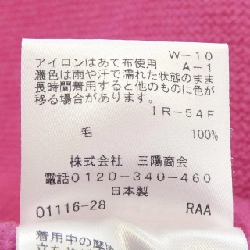 W-10
アイロンはあて布使用 A-1
濃色は雨や汗で濡れた状態のまま
長時間着用すると他のものに色が
移る場合があります。
IR-54F
毛 100%
株式会社 三陽商会
電話0120-340-460
日本製
01116-28 RAA
着用中の摩擦